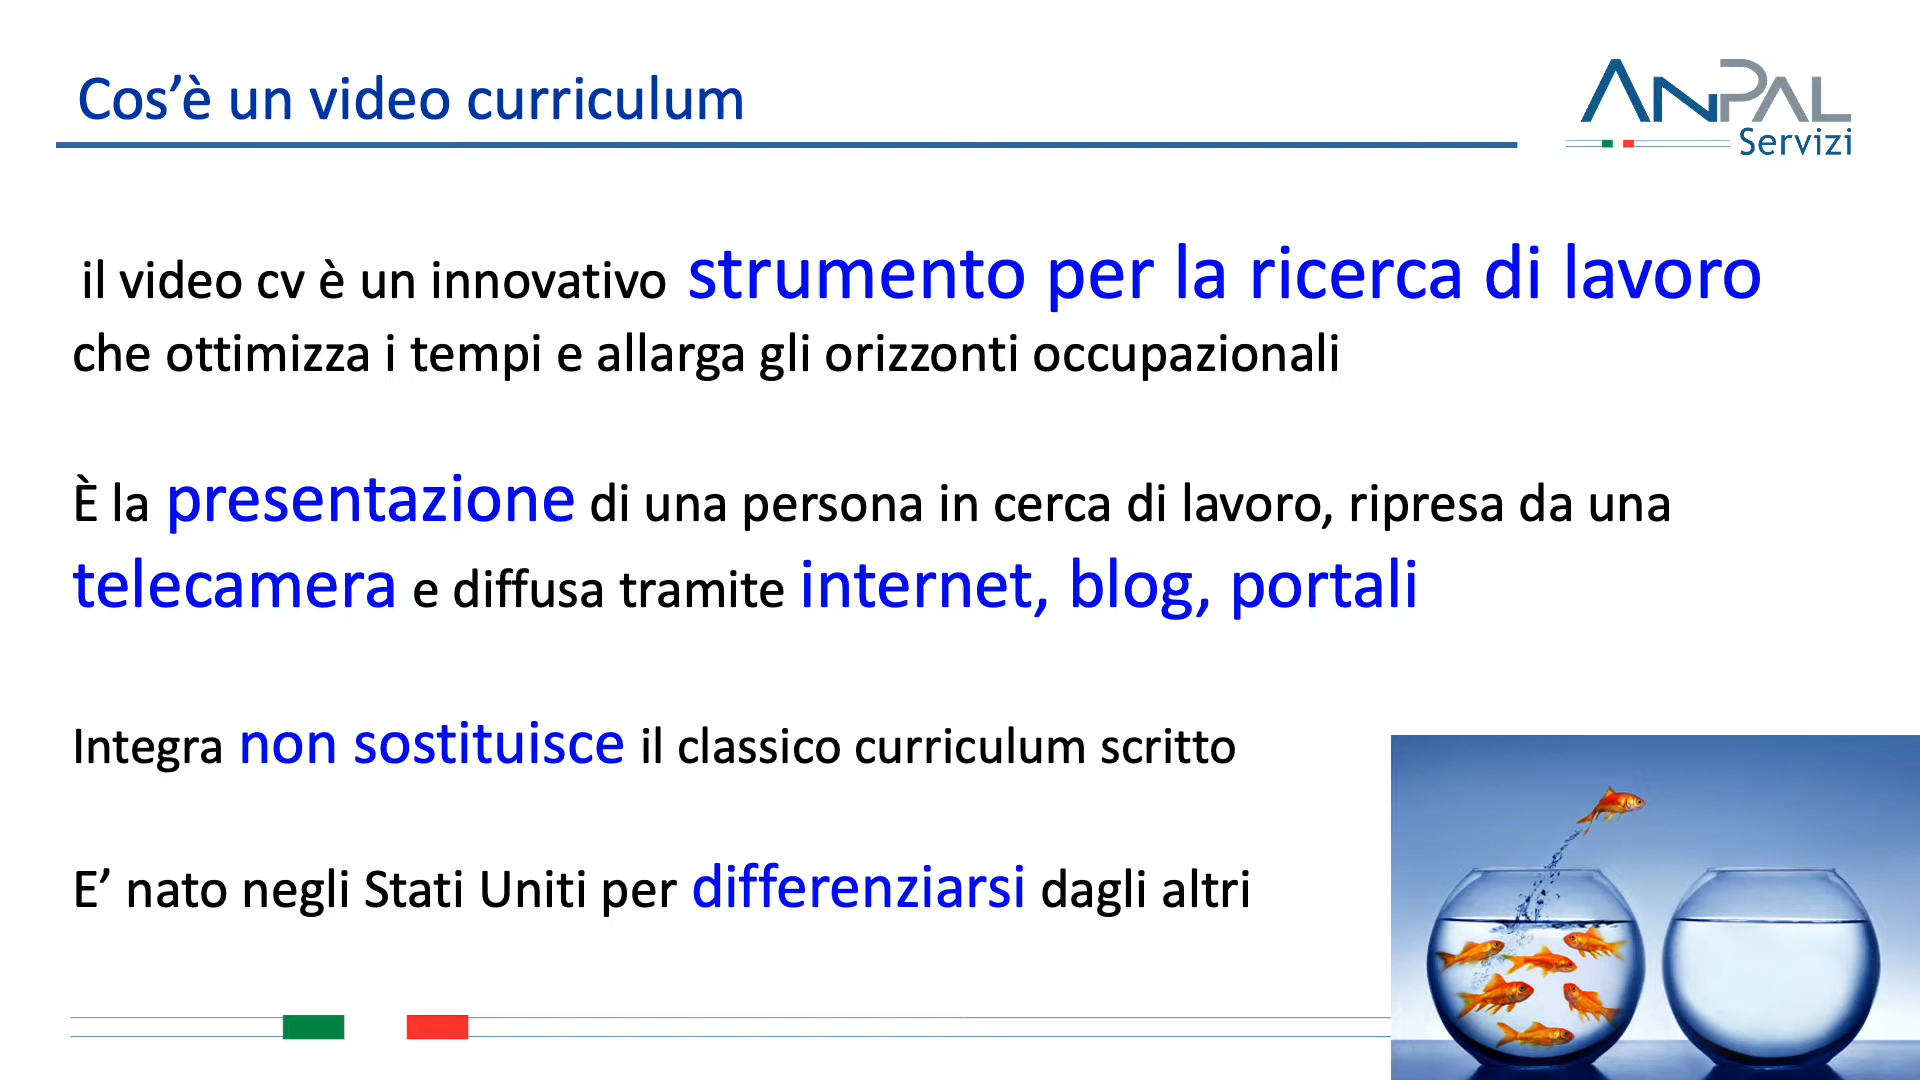 Cos’è un video curriculum
ANPAL
Servizi
il video cv è un innovativo strumento per la ricerca di lavoro
che ottimizza i tempi e allarga gli orizzonti occupazionali
È la presentazione di una persona in cerca di lavoro, ripresa da una
telecamera e diffusa tramite internet, blog, portali
Integra non sostituisce il classico curriculum scritto
E’ nato negli Stati Uniti per differenziarsi dagli altri